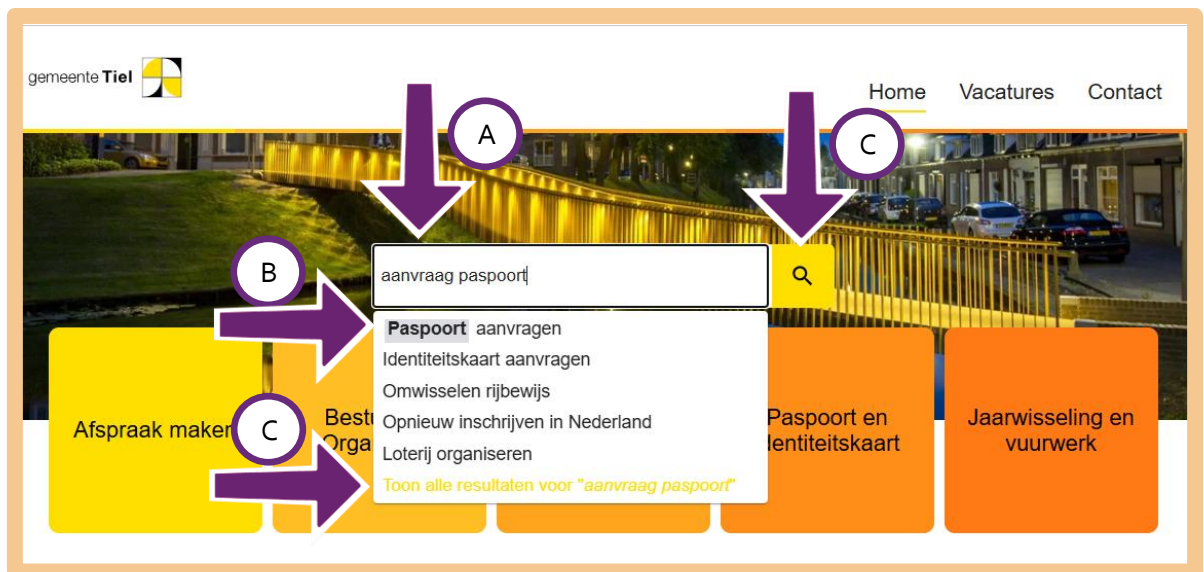 gemeente Tiel
Home Vacatures Contact
A
C
B
aanvraag paspoort
Paspoort aanvragen
Identiteitskaart aanvragen
Omwisselen rijbewijs
Opnieuw inschrijven in Nederland
Loterij organiseren
Toon alle resultaten voor "aanvraag paspoort"
C
Afspraak maken
Paspoort en
Jaarwisseling en
vuurwerk